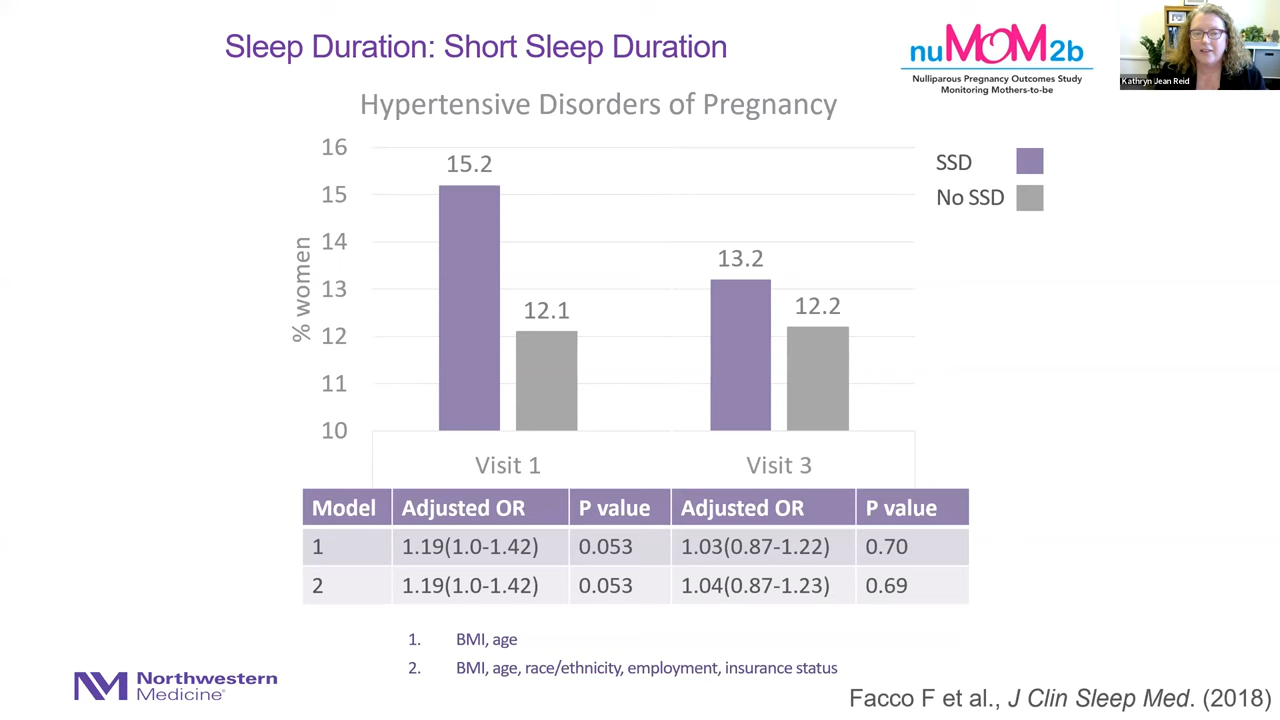 Sleep Duration: Short Sleep Duration
nuMOM2b
Nulliparous Pregnancy Outcomes Study
Monitoring Mothers-to-be
Kathryn Jean Reid
Hypertensive Disorders of Pregnancy
% women
16
15
14
13
12
11
10
15.2
12.1
13.2
12.2
SSD
No SSD
Visit 1 Visit 3
Model Adjusted OR P value Adjusted OR P value
1 1.19(1.0-1.42) 0.053 1.03(0.87-1.22) 0.70
2 1.19(1.0-1.42) 0.053 1.04(0.87-1.23) 0.69
1. BMI, age
2. BMI, age, race/ethnicity, employment, insurance status
NM Northwestern
Medicine®
Facco F et al., J Clin Sleep Med. (2018)